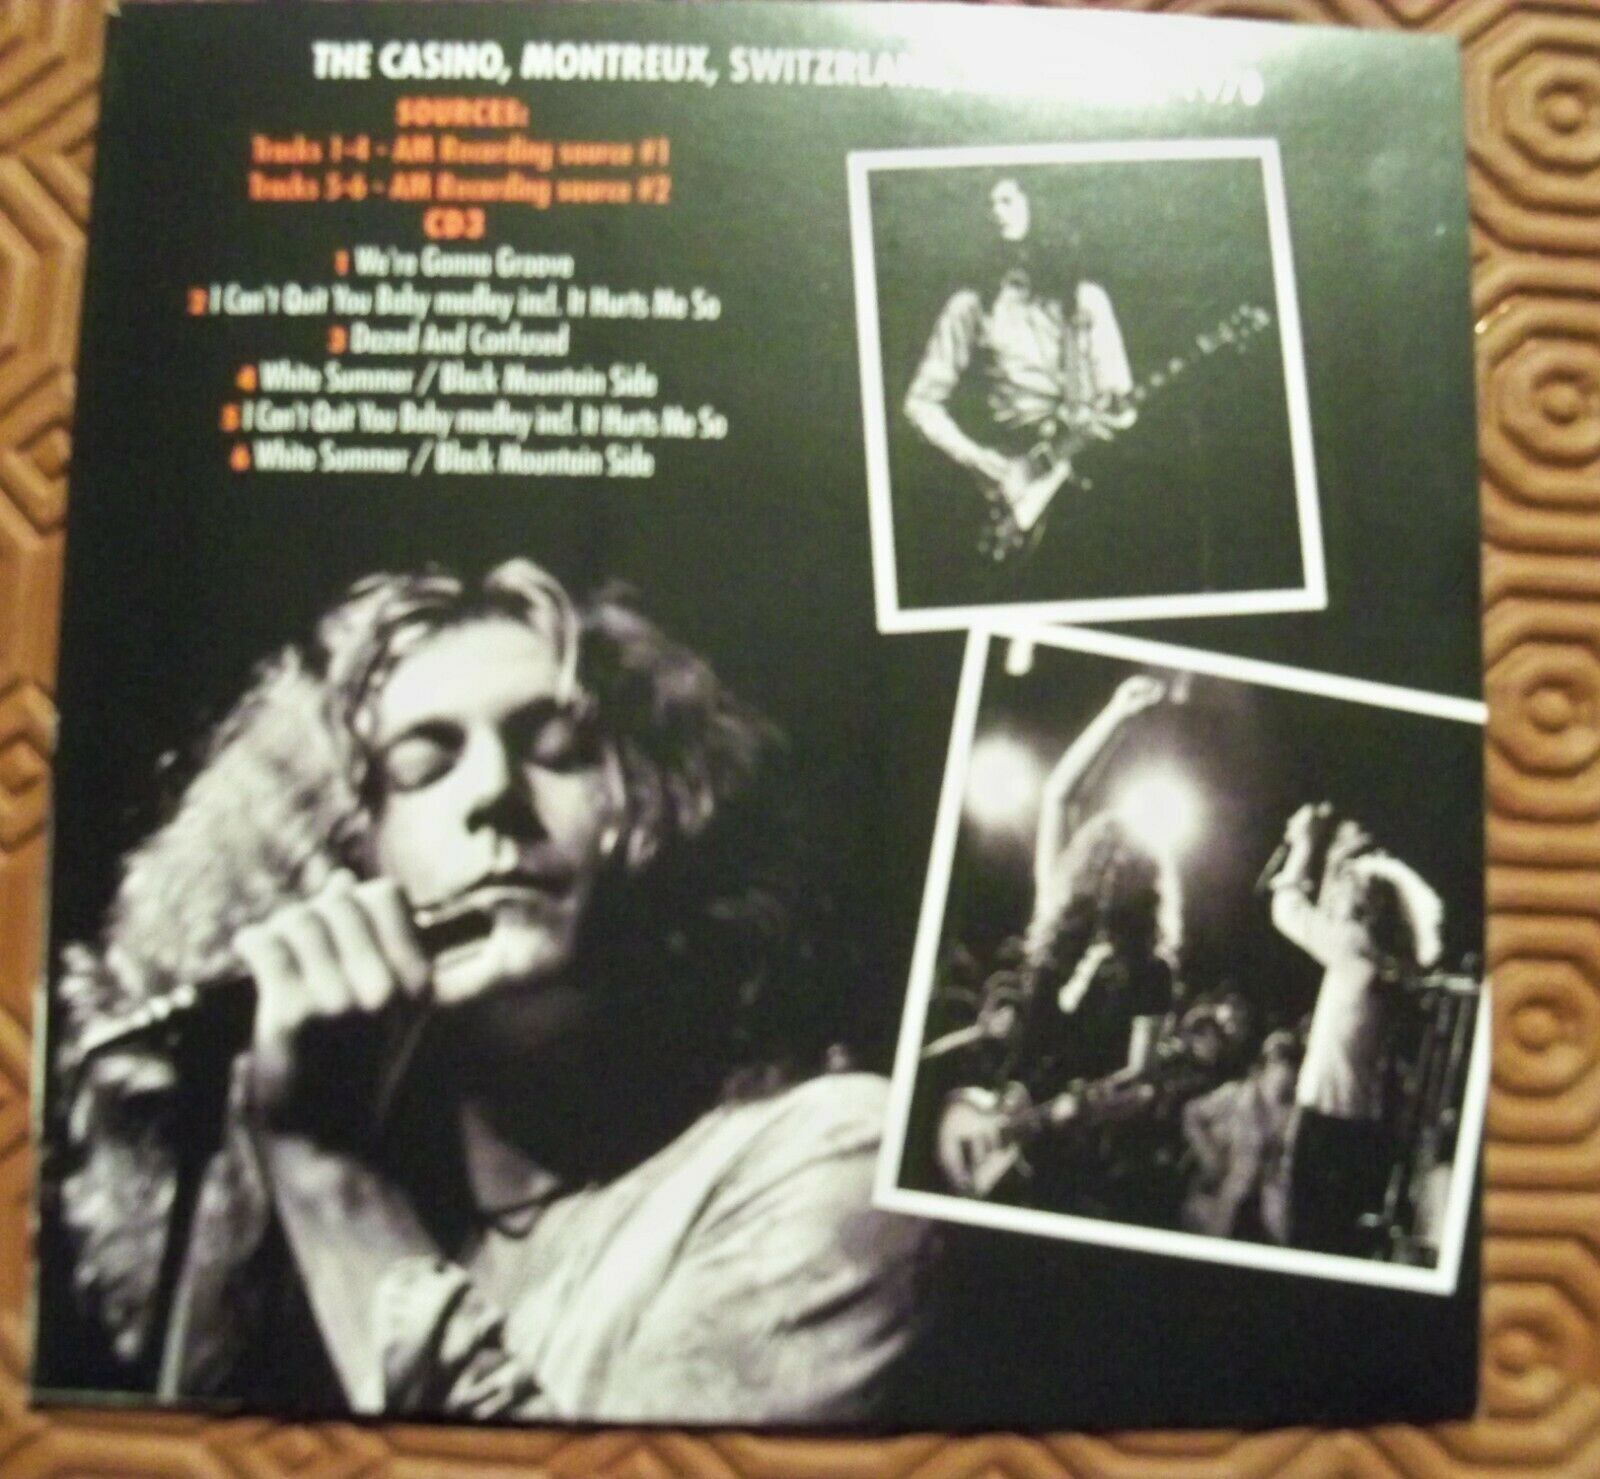 THE CASINO, MONTREUX, SWITZRLAND, 1970
SOURCES:
Tracks 1-4 - AM Recording source #1
Tracks 5-6 - AM Recording source #2
CD3
1 We're Gonna Groove
2 I Can't Quit You Baby medley incl. It Hurts Me So
3 Dazed And Confused
4 White Summer / Black Mountain Side
5 I Can't Quit You Baby medley incl. It Hurts Me So
6 White Summer / Black Mountain Side